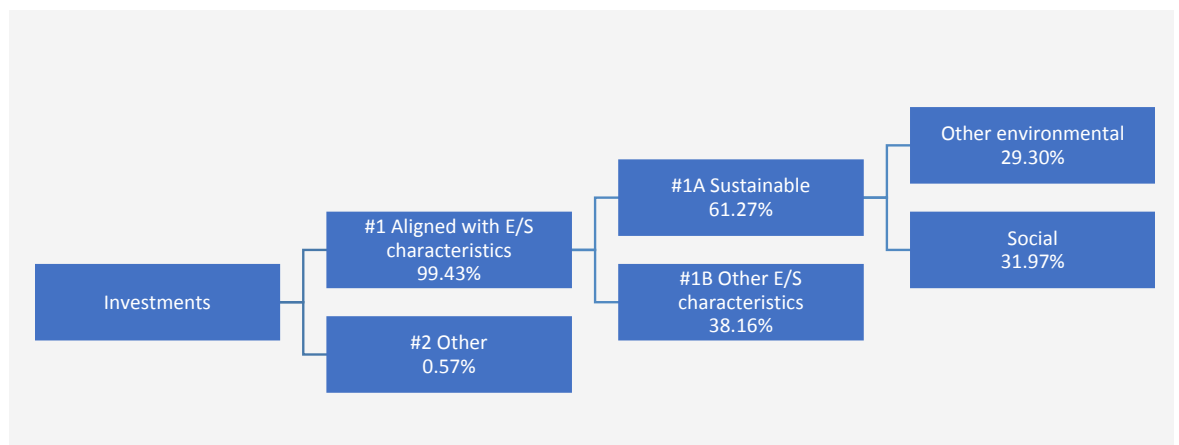 Investments
#1 Aligned with E/S
characteristics
99.43%
#2 Other
0.57%
#1A Sustainable
61.27%
#1B Other E/S
characteristics
38.16%
Other environmental
29.30%
Social
31.97%